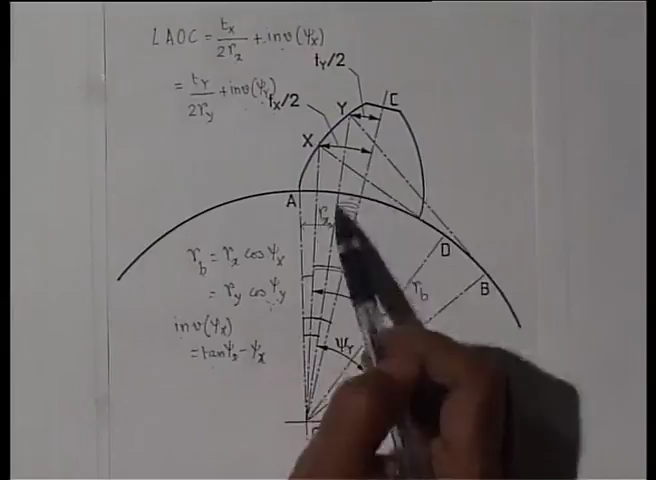 ∠AOC = tx/2rx + inv(ψx)
= tY/2ry + inv(ψY)
tY/2
tX/2
C
Y
X
A
rx
rb = rx cos ψx
= ry cos ψy
D
rb
B
inv(ψx)
= tanψx - ψx
ψY